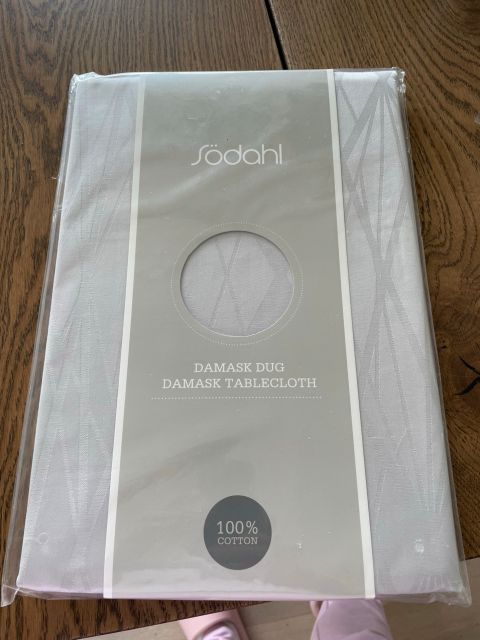 Södahl
DAMASK DUG
DAMASK TABLECLOTH
100%
COTTON